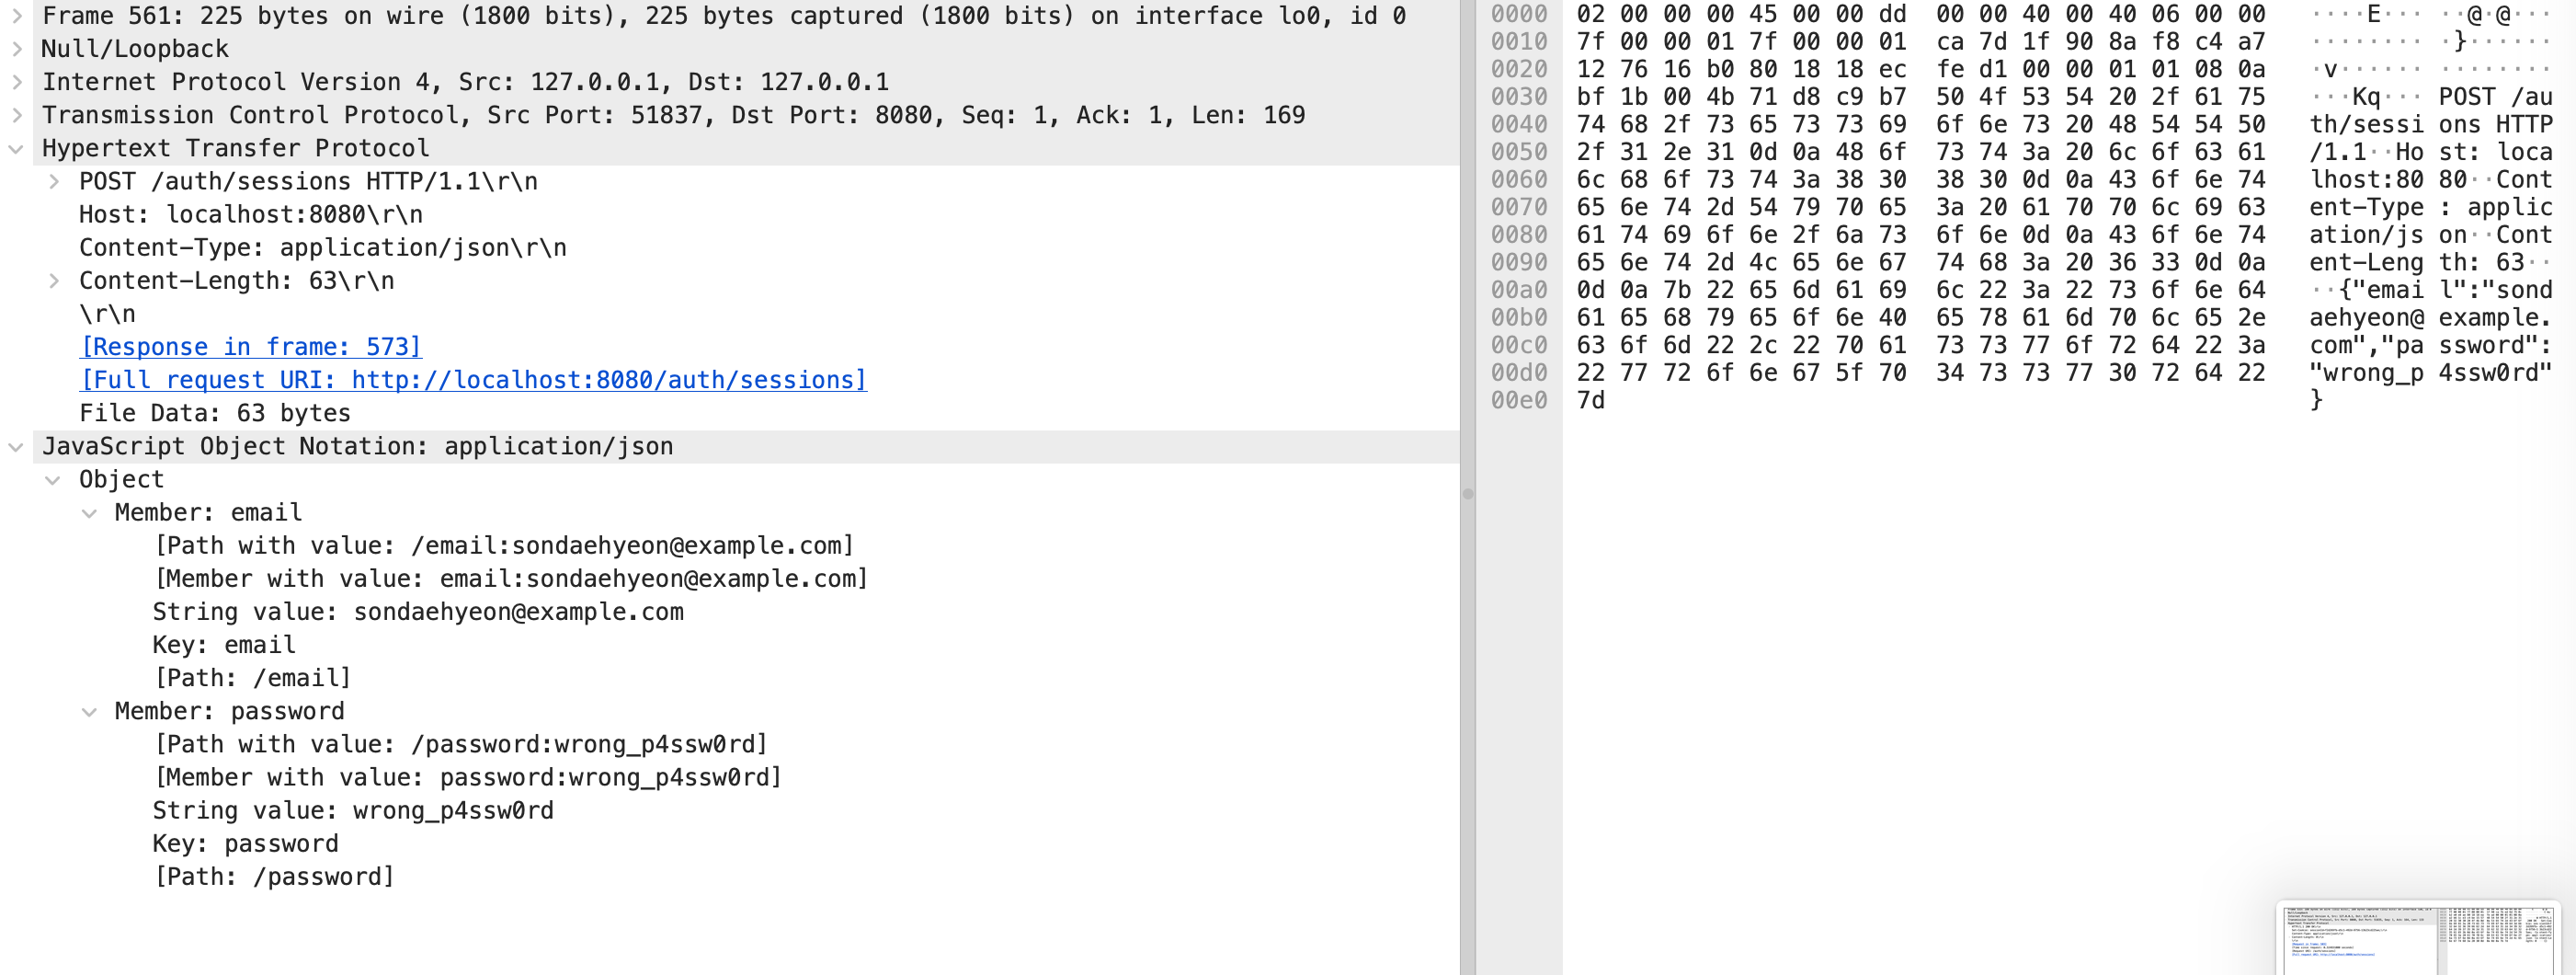 Frame 561: 225 bytes on wire (1800 bits), 225 bytes captured (1800 bits) on interface lo0, id 0
Null/Loopback
Internet Protocol Version 4, Src: 127.0.0.1, Dst: 127.0.0.1
Transmission Control Protocol, Src Port: 51837, Dst Port: 8080, Seq: 1, Ack: 1, Len: 169
Hypertext Transfer Protocol
POST /auth/sessions HTTP/1.1\r\n
Host: localhost:8080\r\n
Content-Type: application/json\r\n
Content-Length: 63\r\n
\r\n
[Response in frame: 573]
[Full request URI: http://localhost:8080/auth/sessions]
File Data: 63 bytes
JavaScript Object Notation: application/json
Object
Member: email
[Path with value: /email:sondaehyeon@example.com]
[Member with value: email:sondaehyeon@example.com]
String value: sondaehyeon@example.com
Key: email
[Path: /email]
Member: password
[Path with value: /password:wrong_p4ssw0rd]
[Member with value: password:wrong_p4ssw0rd]
String value: wrong_p4ssw0rd
Key: password
[Path: /password]
0000 02 00 00 00 45 00 00 dd 00 00 40 00 40 06 00 00 ····E··· ··@·@···
0010 7f 00 00 01 7f 00 00 01 ca 7d 1f 90 8a f8 c4 a7 ········ ·}······
0020 12 76 16 b0 80 18 18 ec fe d1 00 00 01 01 08 0a ·v······ ········
0030 bf 1b 00 4b 71 d8 c9 b7 50 4f 53 54 20 2f 61 75 ···Kq··· POST /au
0040 74 68 2f 73 65 73 73 69 6f 6e 73 20 48 54 54 50 th/sessi ons HTTP
0050 2f 31 2e 31 0d 0a 48 6f 73 74 3a 20 6c 6f 63 61 /1.1··Ho st: loca
0060 6c 68 6f 73 74 3a 38 30 38 30 0d 0a 43 6f 6e 74 lhost:80 80··Cont
0070 65 6e 74 2d 54 79 70 65 3a 20 61 70 70 6c 69 63 ent-Type : applic
0080 61 74 69 6f 6e 2f 6a 73 6f 6e 0d 0a 43 6f 6e 74 ation/js on··Cont
0090 65 6e 74 2d 4c 65 6e 67 74 68 3a 20 36 33 0d 0a ent-Leng th: 63··
00a0 0d 0a 7b 22 65 6d 61 69 6c 22 3a 22 73 6f 6e 64 ··{"emai l":"sond
00b0 61 65 68 79 65 6f 6e 40 65 78 61 6d 70 6c 65 2e aehyeon@ example.
00c0 63 6f 6d 22 2c 22 70 61 73 73 77 6f 72 64 22 3a com","pa ssword":
00d0 22 77 72 6f 6e 67 5f 70 34 73 73 77 30 72 64 22 "wrong_p 4ssw0rd"
00e0 7d }